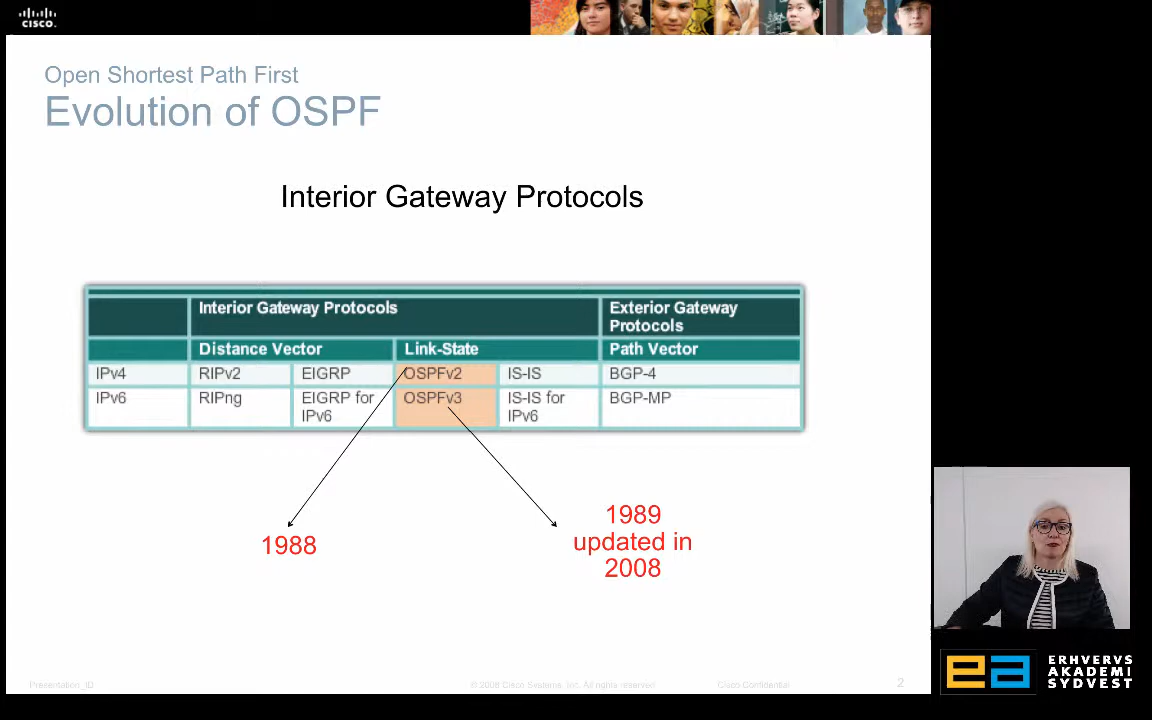 CISCO
Open Shortest Path First
Evolution of OSPF
Interior Gateway Protocols
Interior Gateway Protocols
Exterior Gateway
Protocols
Distance Vector
Link-State
Path Vector
IPv4
RIPv2
EIGRP
OSPFv2
IS-IS
BGP-4
IPv6
RIPng
EIGRP for
IPv6
OSPFv3
IS-IS for
IPv6
BGP-MP
1988
1989
updated in
2008
Presentation_ID
© 2008 Cisco Systems, Inc. All rights reserved.
Cisco Confidential
2
ea
ERHVERVS
AKADEMI
SYDVEST